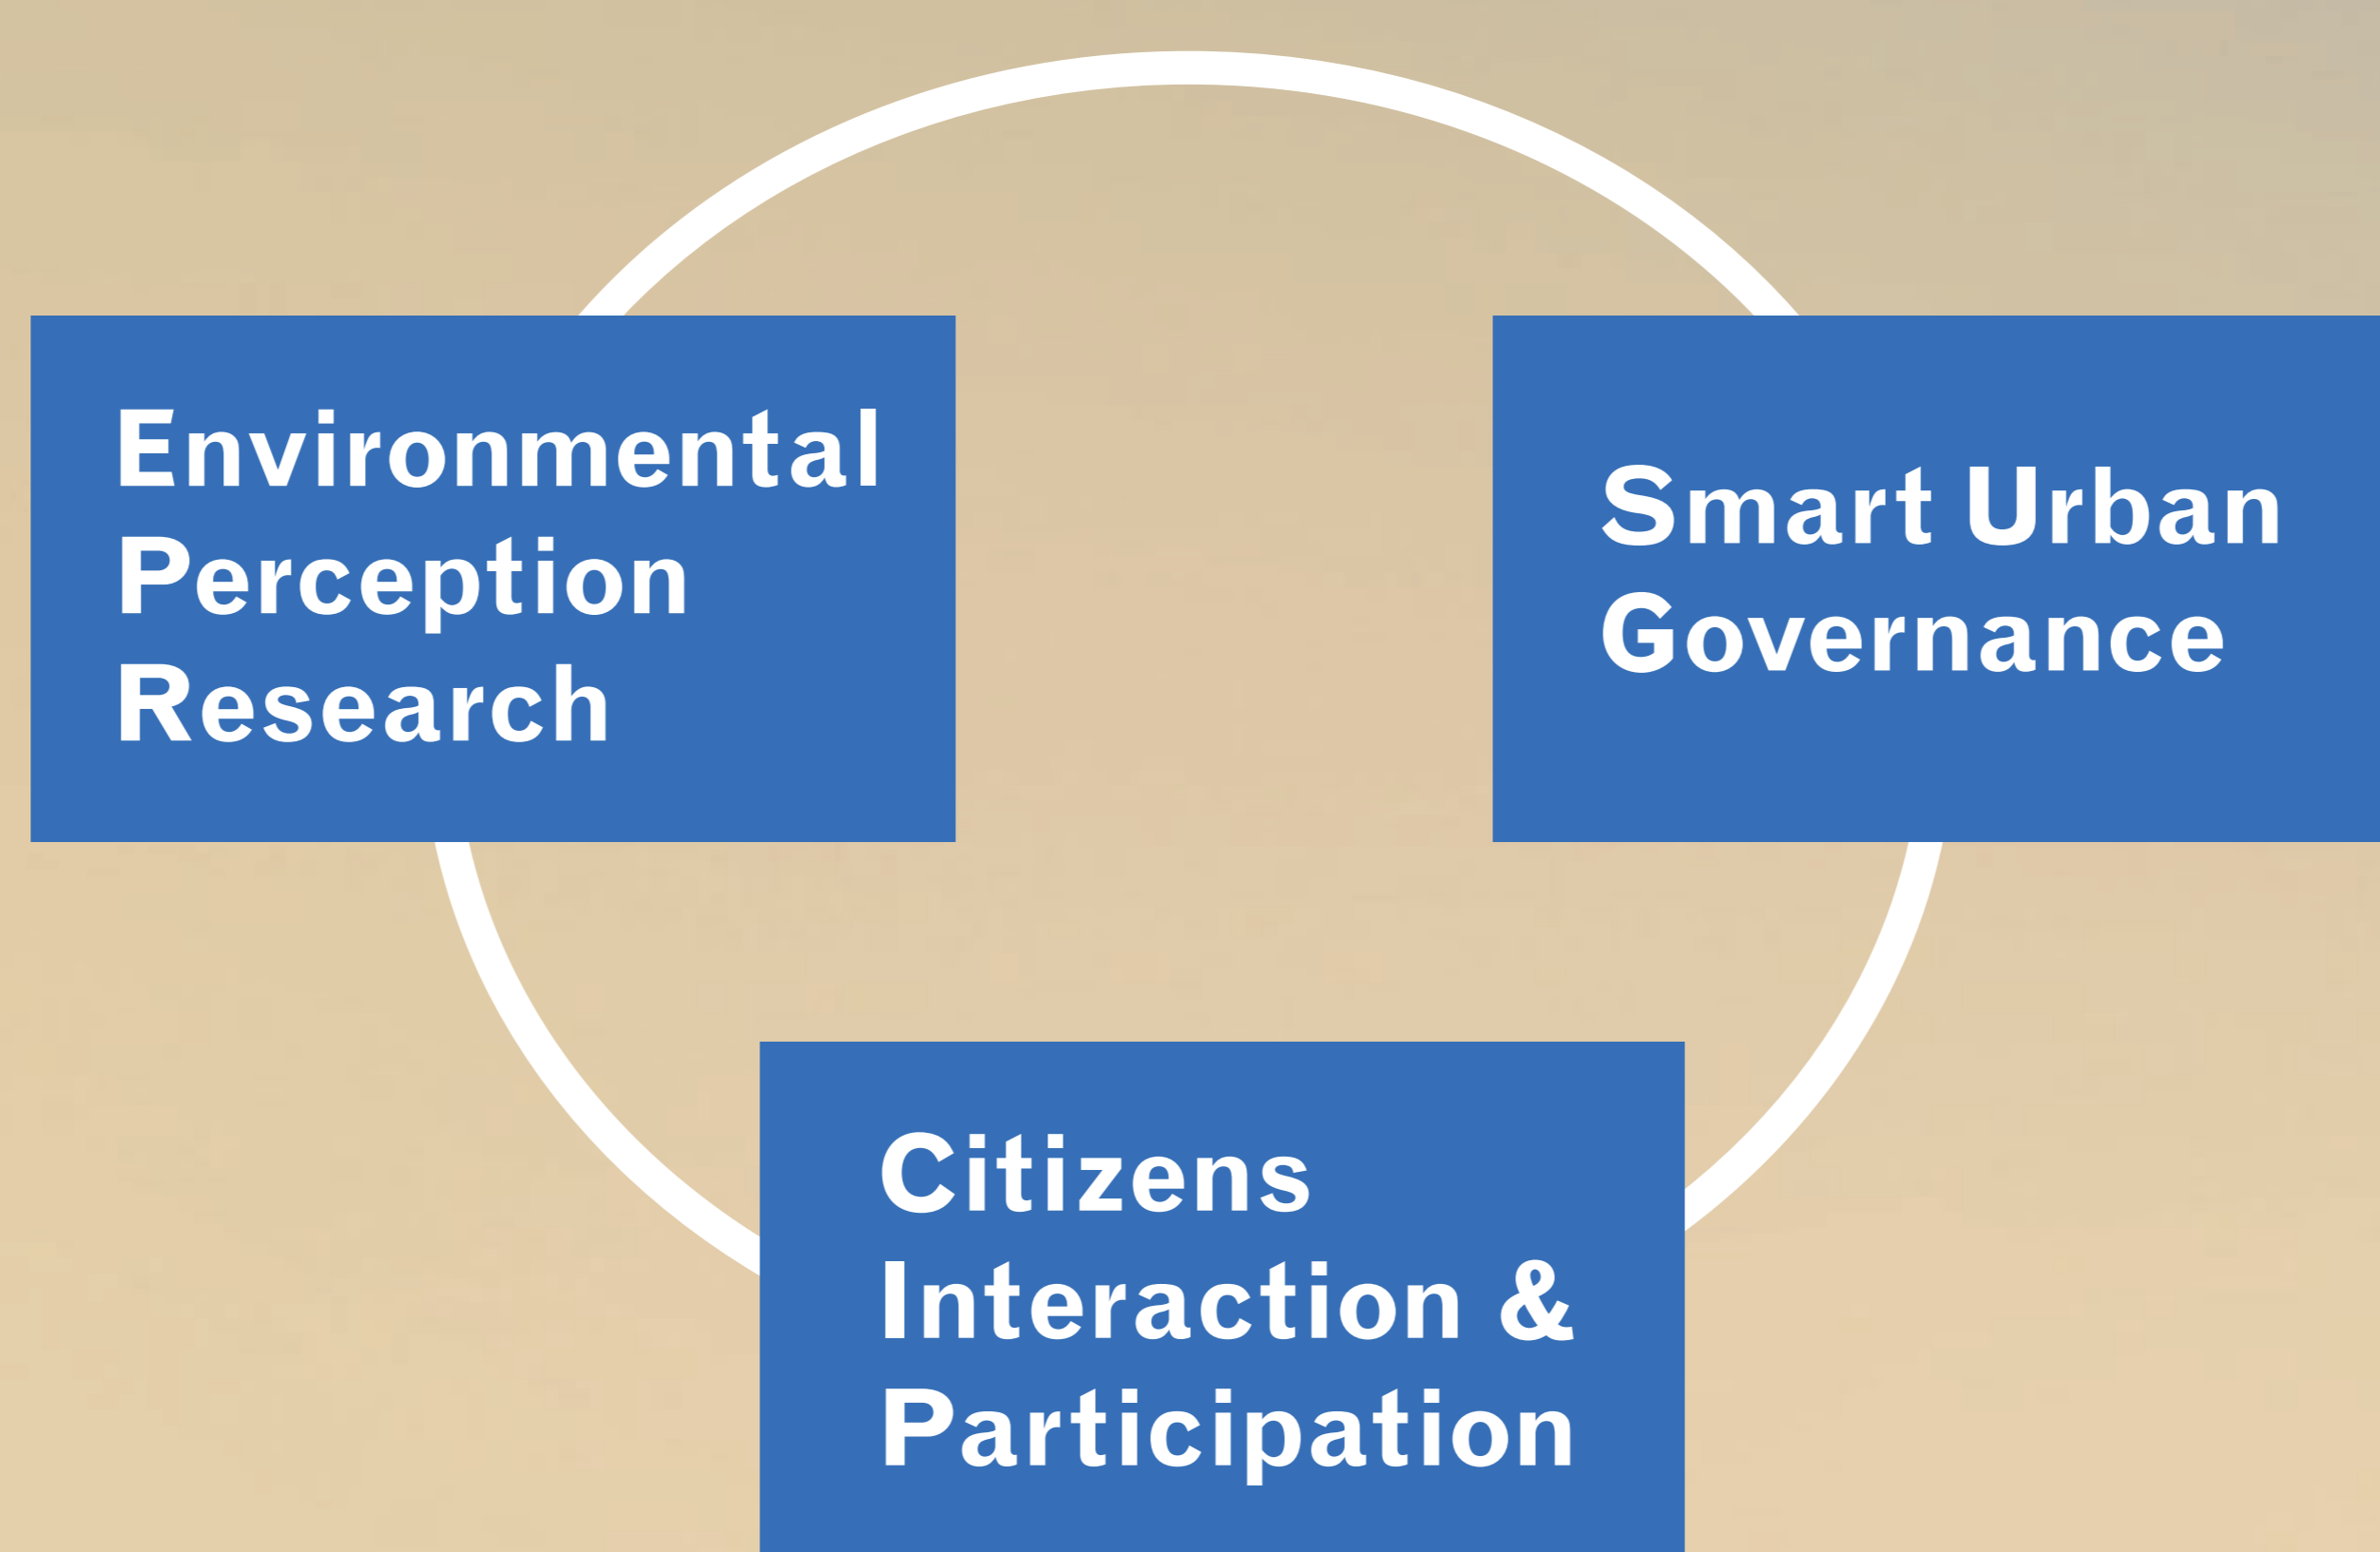 Environmental
Perception
Research
Smart Urban
Governance
Citizens
Interaction &
Participation